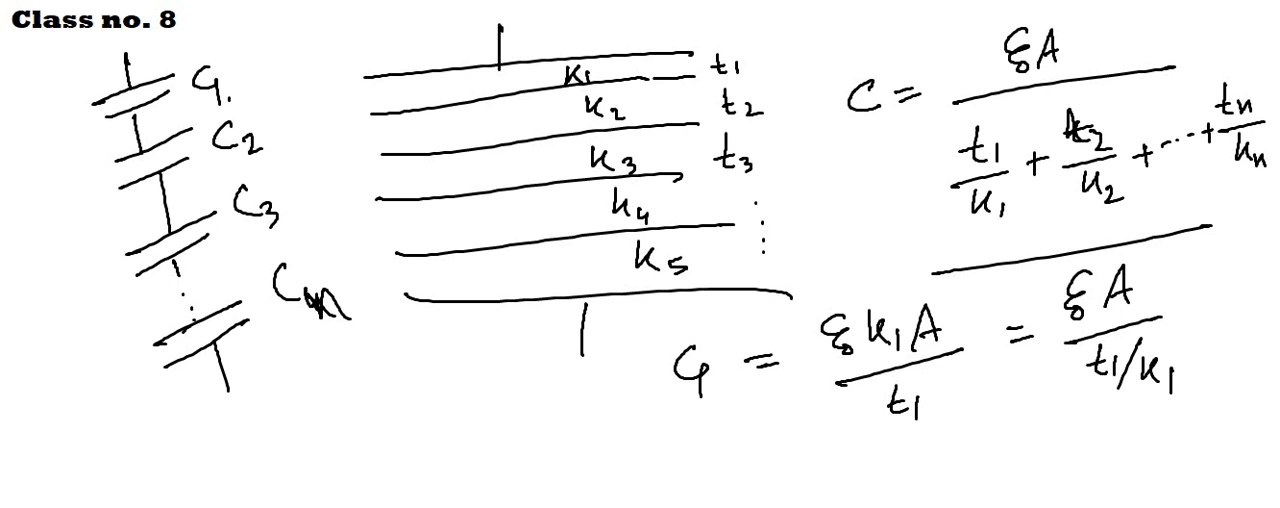 Class no. 8
C₁
C₂
C₃
Cₙ
K₁ t₁
K₂ t₂
K₃ t₃
K₄ ⋮
K₅
C = ε₀A / (t₁/K₁ + t₂/K₂ + ⋯ + tₙ/Kₙ)
C₁ = ε₀K₁A / t₁ = ε₀A / (t₁/K₁)